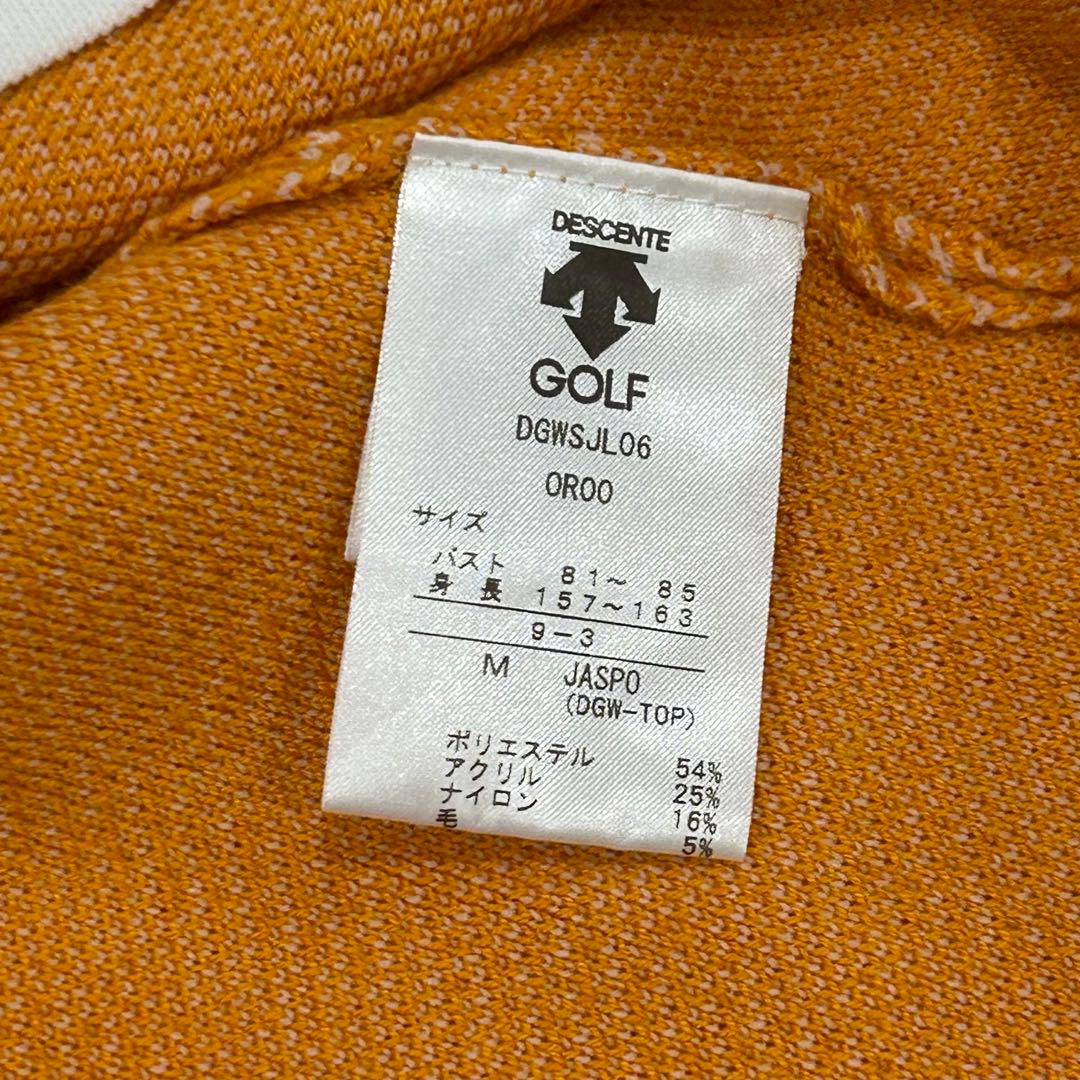 DESCENTE
GOLF
DGWSJL06
OR00
サイズ
バスト 81～ 85
身長 157～163
9-3
M JASPO
(DGW-TOP)
ポリエステル 54%
アクリル 25%
ナイロン 16%
毛 5%